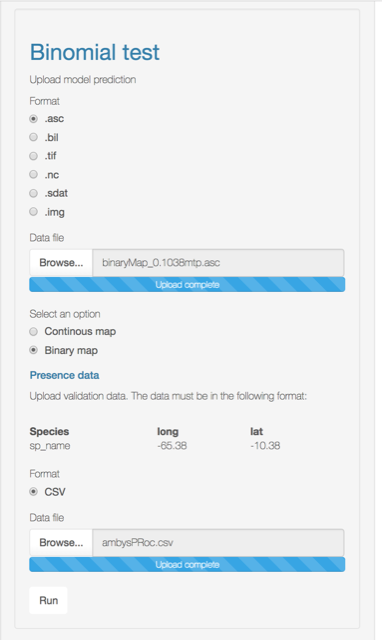 Binomial test
Upload model prediction
Format
.asc
.bil
.tif
.nc
.sdat
.img
Data file
Browse... binaryMap_0.1038mtp.asc
Upload complete
Select an option
Continous map
Binary map
Presence data
Upload validation data. The data must be in the following format:
Species long lat
sp_name -65.38 -10.38
Format
CSV
Data file
Browse... ambysPRoc.csv
Upload complete
Run